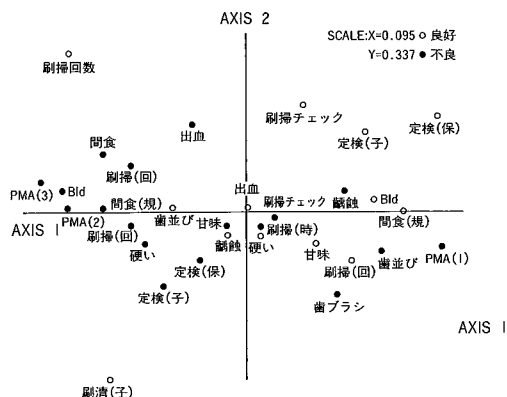 AXIS 2
SCALE:X=0.095 ○ 良好
Y=0.337 ● 不良
刷掃回数
刷掃チェック
定検(保)
定検(子)
出血
間食
刷掃(回)
PMA(3)
Bld
出血
刷掃チェック
齲蝕
Bld
PMA(2)
間食(規)
歯並び
甘味
間食(規)
AXIS I
刷掃(回)
硬い
齲蝕
硬い
刷掃(時)
甘味
定検(保)
刷掃(回)
歯並び
PMA(1)
定検(子)
歯ブラシ
AXIS I
刷漬(子)